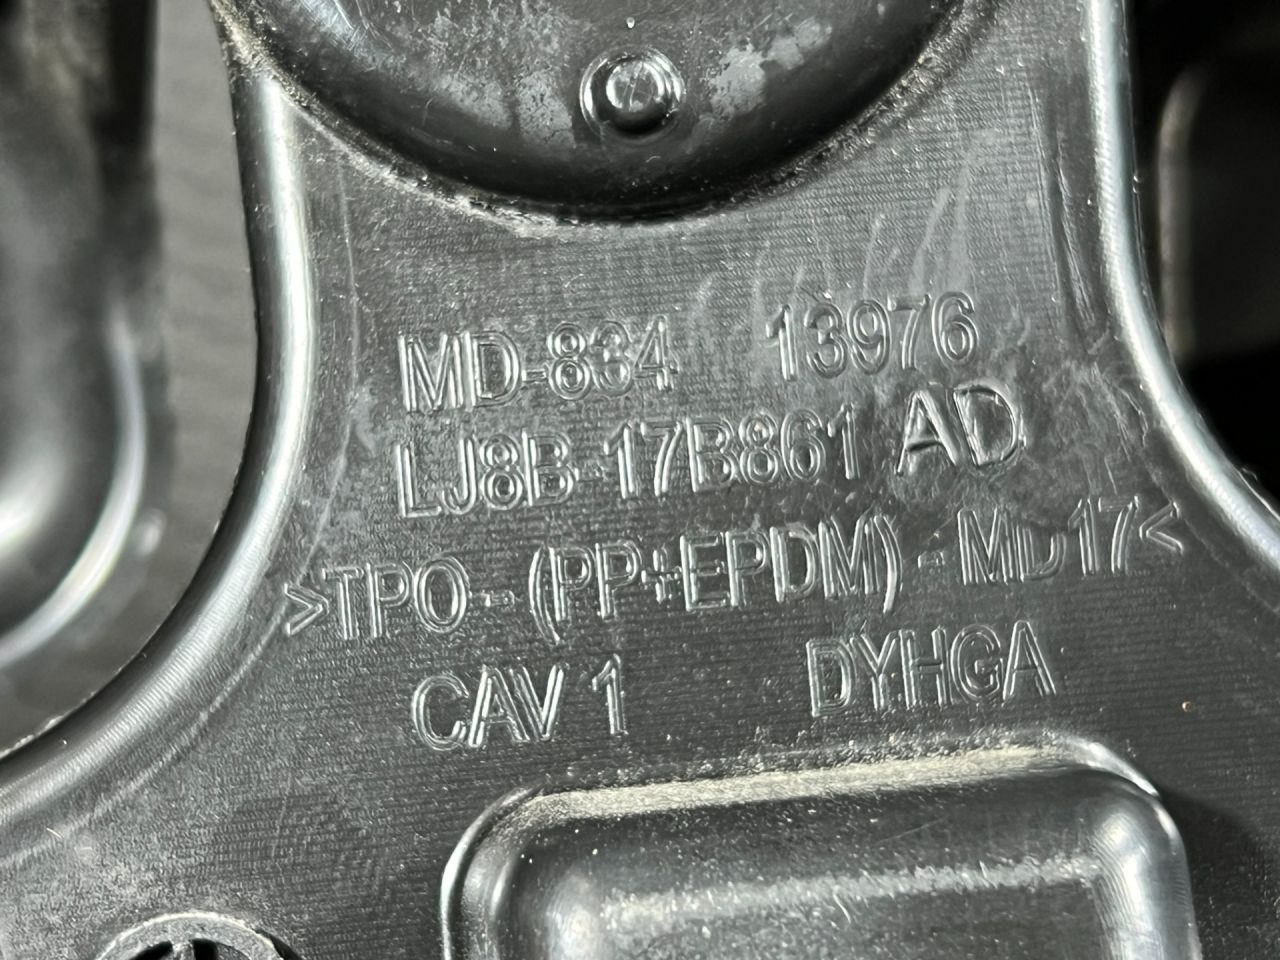 MD-834 13976
LJ8B-17B861 AD
>TPO-(PP+EPDM)-MD17<
CAV 1 DYHGA